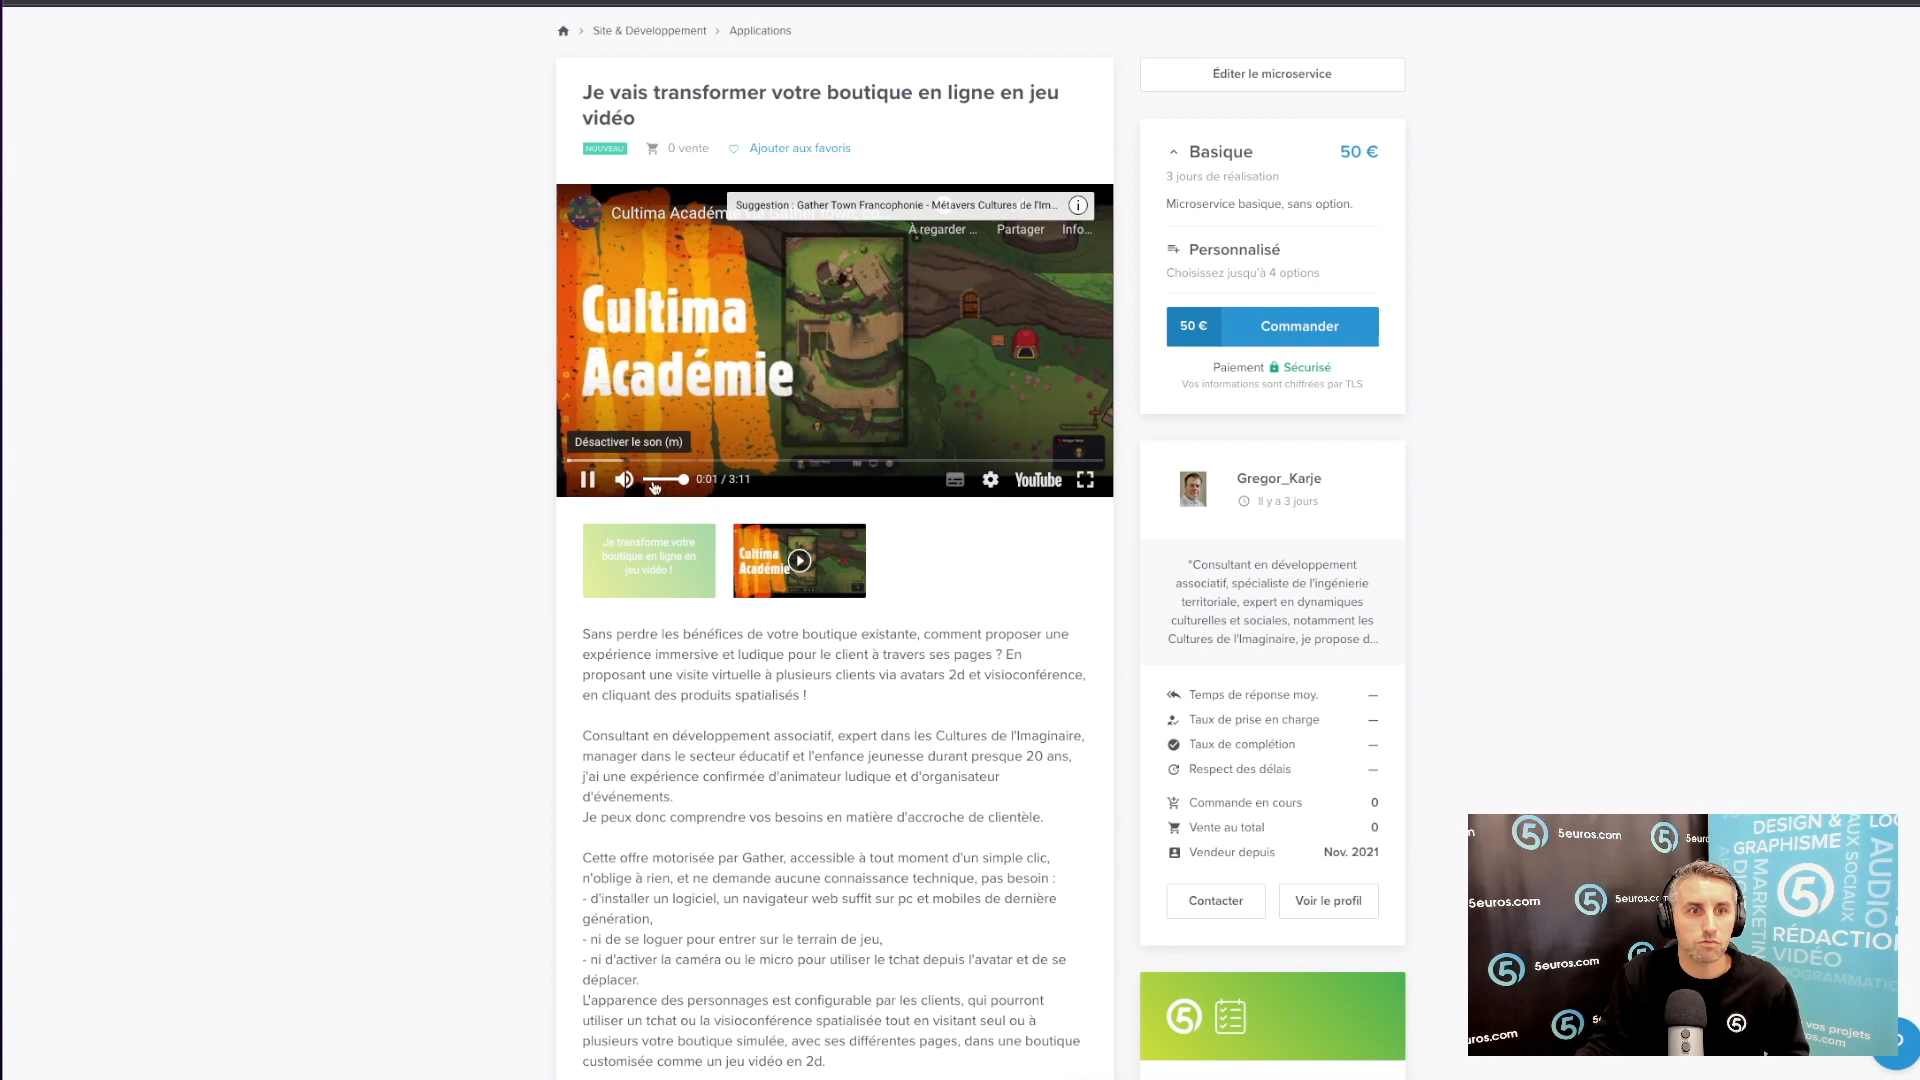 Site & Développement
Applications
Je vais transformer votre boutique en ligne en jeu
vidéo
NOUVEAU
0 vente
Ajouter aux favoris
Cultima Académie via Gather town, co...
Suggestion : Gather Town Francophonie - Métavers Cultures de l'Im...
À regarder ...
Partager
Info...
Cultima
Académie
Désactiver le son (m)
0:01 / 3:11
YouTube
Je transforme votre
boutique en ligne en
jeu vidéo !
Cultima
Académie
Sans perdre les bénéfices de votre boutique existante, comment proposer une
expérience immersive et ludique pour le client à travers ses pages ? En
proposant une visite virtuelle à plusieurs clients via avatars 2d et visioconférence,
en cliquant des produits spatialisés !
Consultant en développement associatif, expert dans les Cultures de l'Imaginaire,
manager dans le secteur éducatif et l'enfance jeunesse durant presque 20 ans,
j'ai une expérience confirmée d'animateur ludique et d'organisateur
d'événements.
Je peux donc comprendre vos besoins en matière d'accroche de clientèle.
Cette offre motorisée par Gather, accessible à tout moment d'un simple clic,
n'oblige à rien, et ne demande aucune connaissance technique, pas besoin :
- d'installer un logiciel, un navigateur web suffit sur pc et mobiles de dernière
génération,
- ni de se loguer pour entrer sur le terrain de jeu,
- ni d'activer la caméra ou le micro pour utiliser le tchat depuis l'avatar et de se
déplacer.
L'apparence des personnages est configurable par les clients, qui pourront
utiliser un tchat ou la visioconférence spatialisée tout en visitant seul ou à
plusieurs votre boutique simulée, avec ses différentes pages, dans une boutique
customisée comme un jeu vidéo en 2d.
Éditer le microservice
Basique
50 €
3 jours de réalisation
Microservice basique, sans option.
Personnalisé
Choisissez jusqu'à 4 options
50 €
Commander
Paiement Sécurisé
Vos informations sont chiffrées par TLS
Gregor_Karje
Il y a 3 jours
"Consultant en développement
associatif, spécialiste de l'ingénierie
territoriale, expert en dynamiques
culturelles et sociales, notamment les
Cultures de l'Imaginaire, je propose d...
Temps de réponse moy. —
Taux de prise en charge —
Taux de complétion —
Respect des délais —
Commande en cours 0
Vente au total 0
Vendeur depuis Nov. 2021
Contacter
Voir le profil
5
5euros.com
DESIGN &
GRAPHISME
AUX SOCIAUX
AUDIO
MARKETIN
5euros.com
RÉDACTIO
VIDÉO
ROGRAMMATI
5euros.com
uros.com
vos projets
os.com